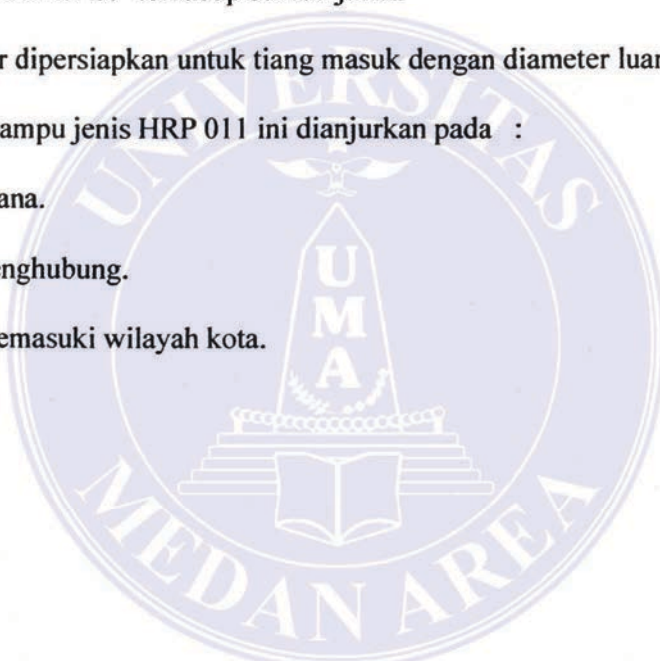 r dipersiapkan untuk tiang masuk dengan diameter luar
ampu jenis HRP 011 ini dianjurkan pada :
ana.
enghubung.
emasuki wilayah kota.
UNIVERSITAS
UMA
MEDAN AREA